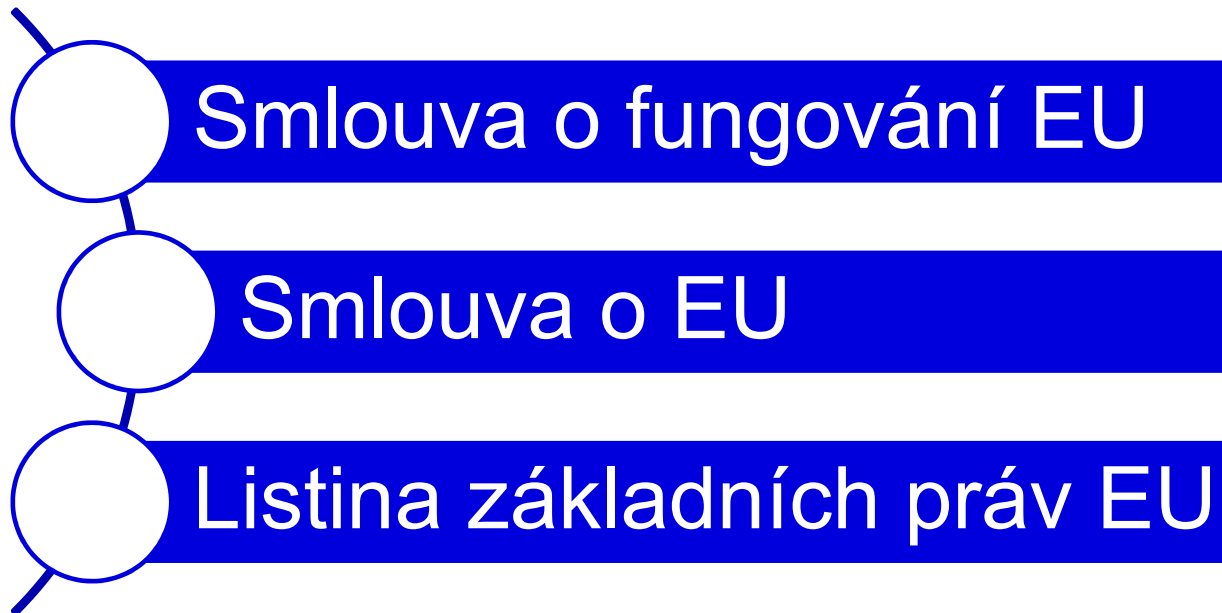 Smlouva o fungování EU
Smlouva o EU
Listina základních práv EU